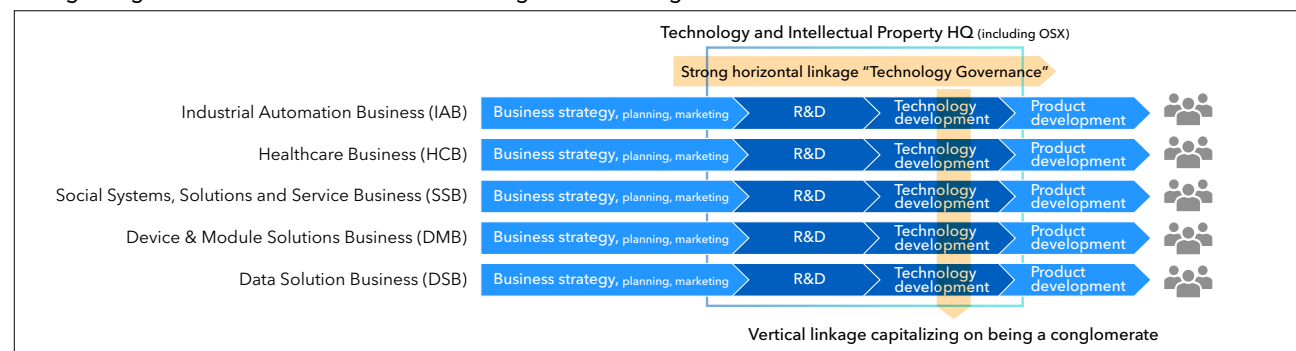 Technology and Intellectual Property HQ (including OSX)
Strong horizontal linkage “Technology Governance”
Industrial Automation Business (IAB)
Business strategy, planning, marketing
R&D
Technology
development
Product
development
Healthcare Business (HCB)
Business strategy, planning, marketing
R&D
Technology
development
Product
development
Social Systems, Solutions and Service Business (SSB)
Business strategy, planning, marketing
R&D
Technology
development
Product
development
Device & Module Solutions Business (DMB)
Business strategy, planning, marketing
R&D
Technology
development
Product
development
Data Solution Business (DSB)
Business strategy, planning, marketing
R&D
Technology
development
Product
development
Vertical linkage capitalizing on being a conglomerate